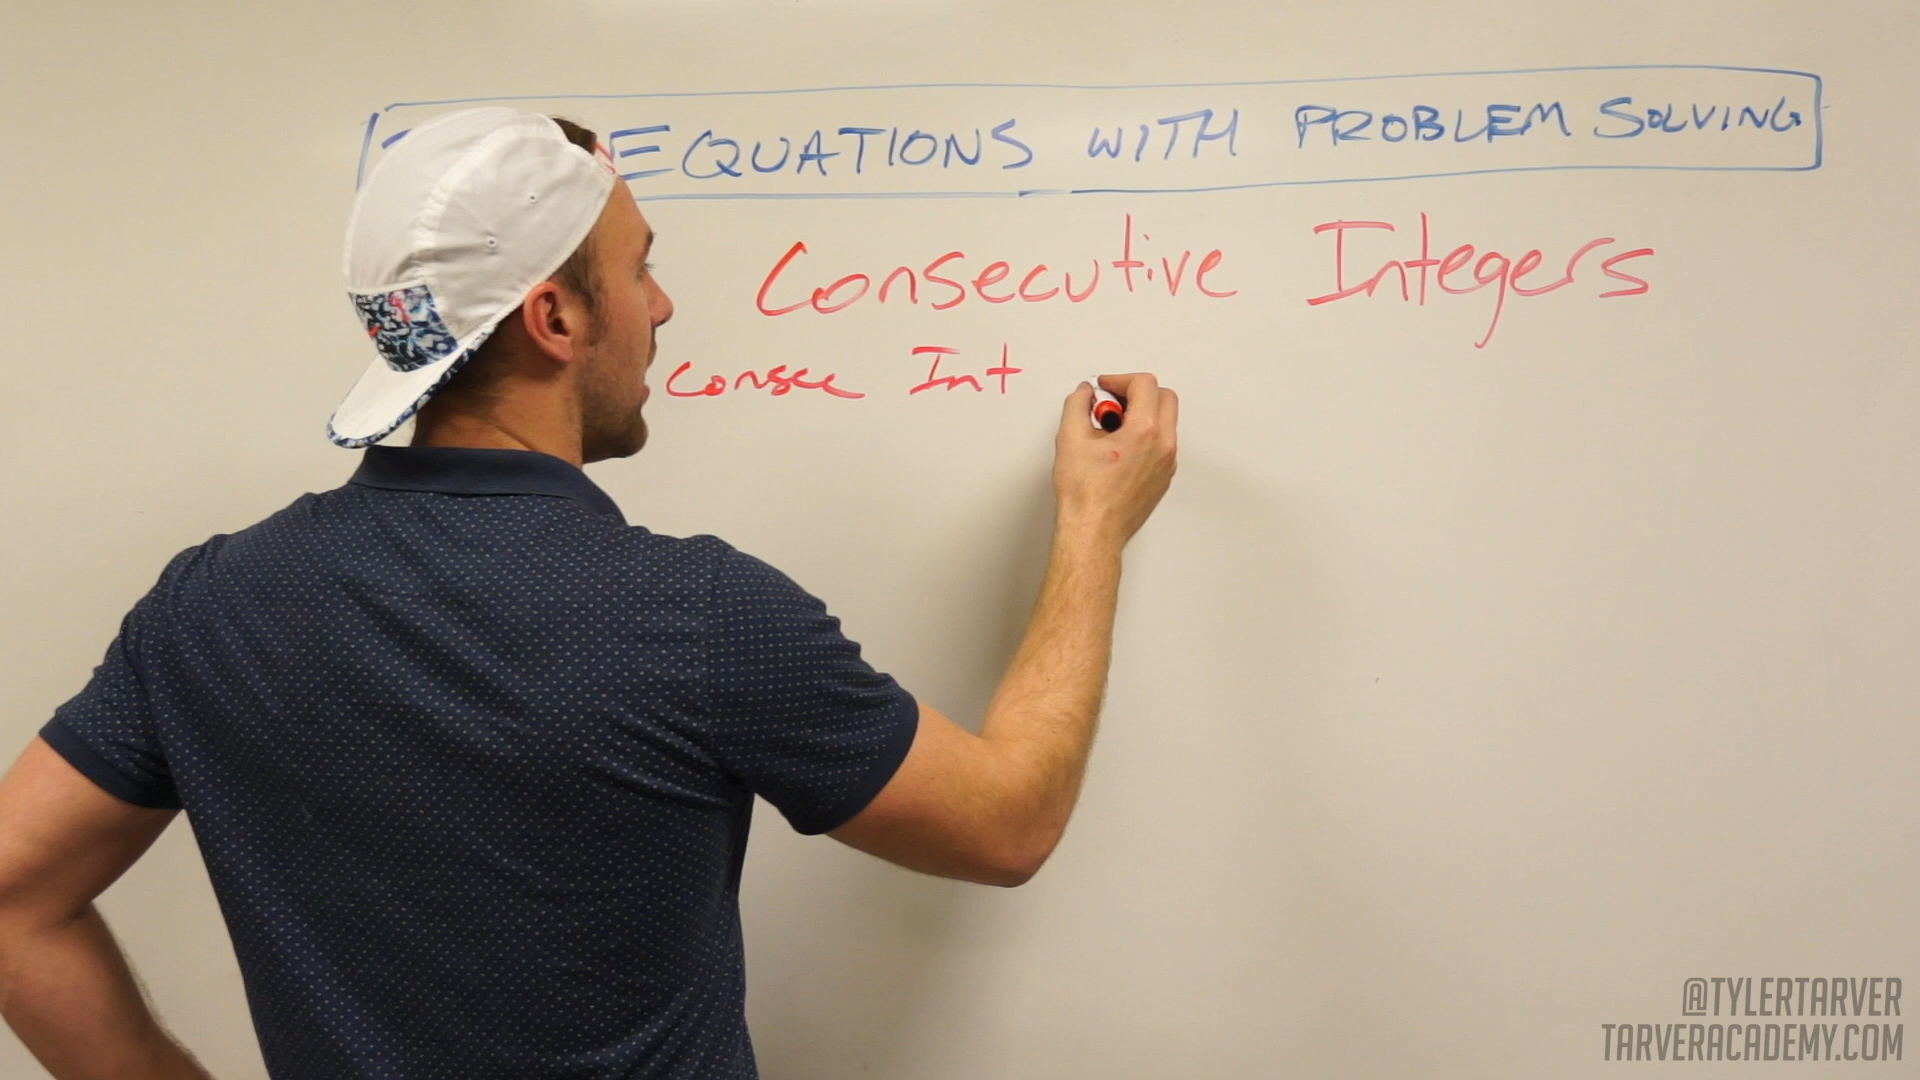 EQUATIONS WITH PROBLEM SOLVING
Consecutive Integers
Consec Int
@TYLERTARVER
TARVERACADEMY.COM